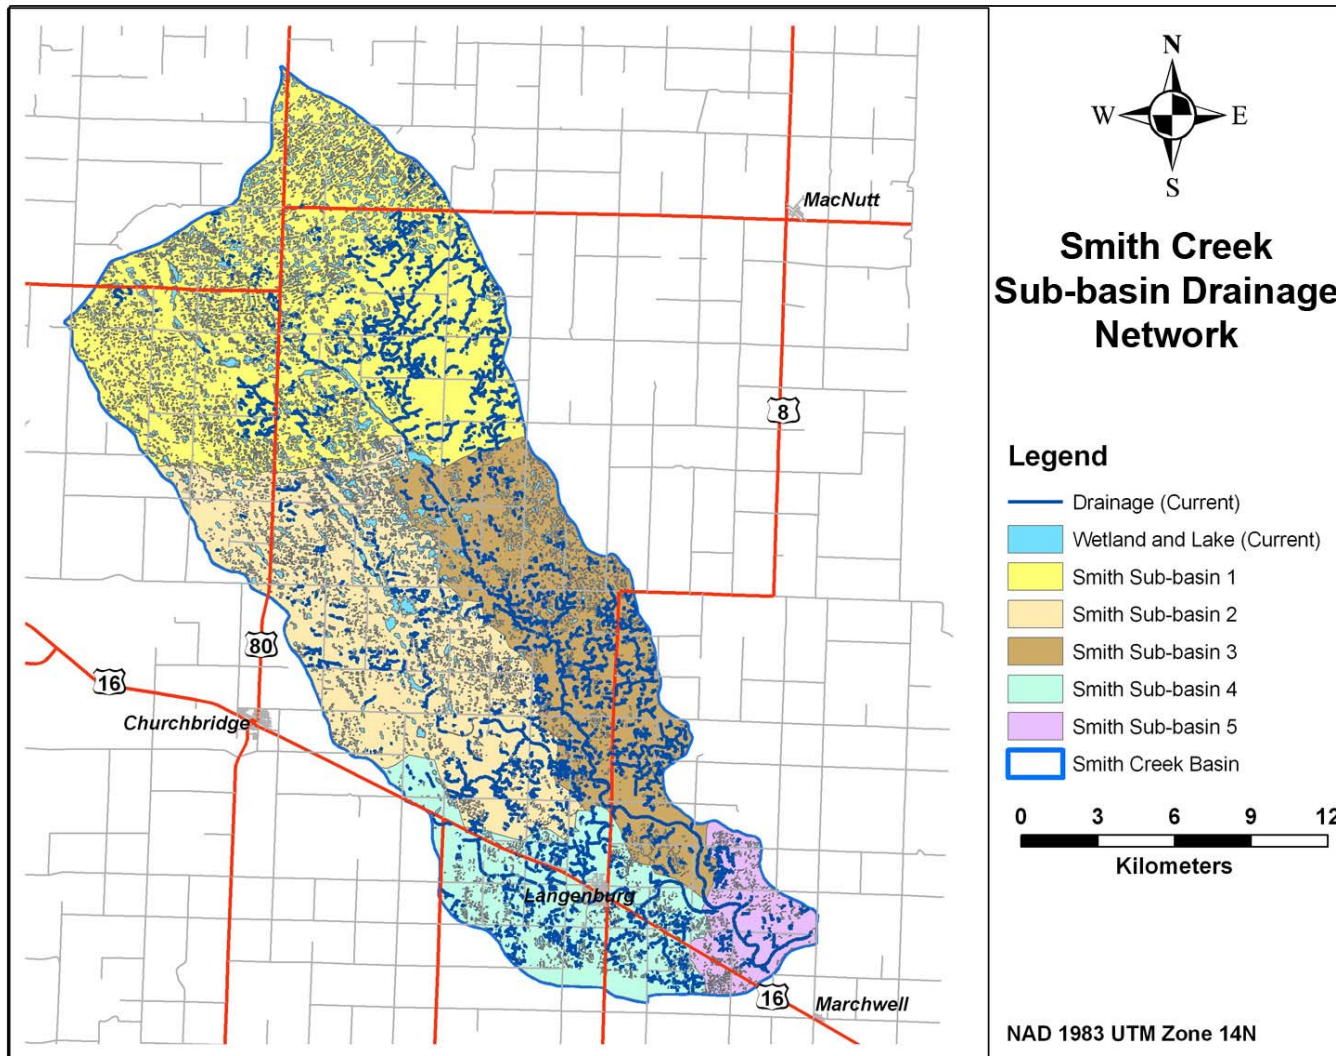 N
W E
S
Smith Creek
Sub-basin Drainage
Network
MacNutt
8
80
16
Churchbridge
Langenburg
16
Marchwell
Legend
Drainage (Current)
Wetland and Lake (Current)
Smith Sub-basin 1
Smith Sub-basin 2
Smith Sub-basin 3
Smith Sub-basin 4
Smith Sub-basin 5
Smith Creek Basin
0 3 6 9 12
Kilometers
NAD 1983 UTM Zone 14N